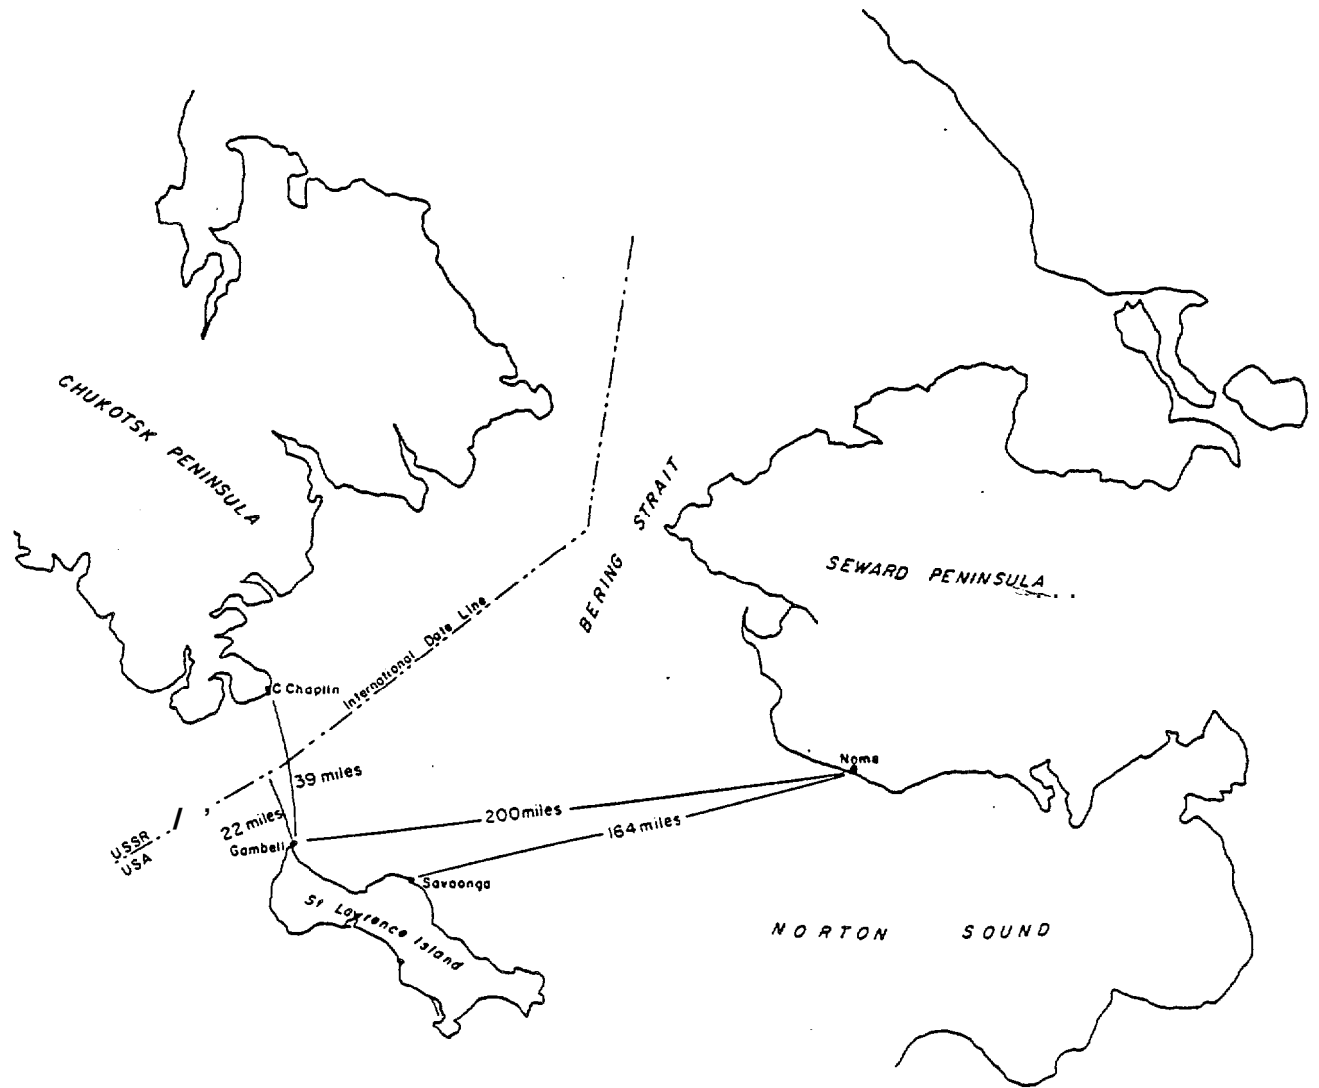 CHUKOTSK PENINSULA
BERING STRAIT
SEWARD PENINSULA
International Date Line
C Chaplin
39 miles
22 miles
USSR
USA
Gambell
200 miles
164 miles
Nome
Savoonga
St Lawrence Island
NORTON SOUND